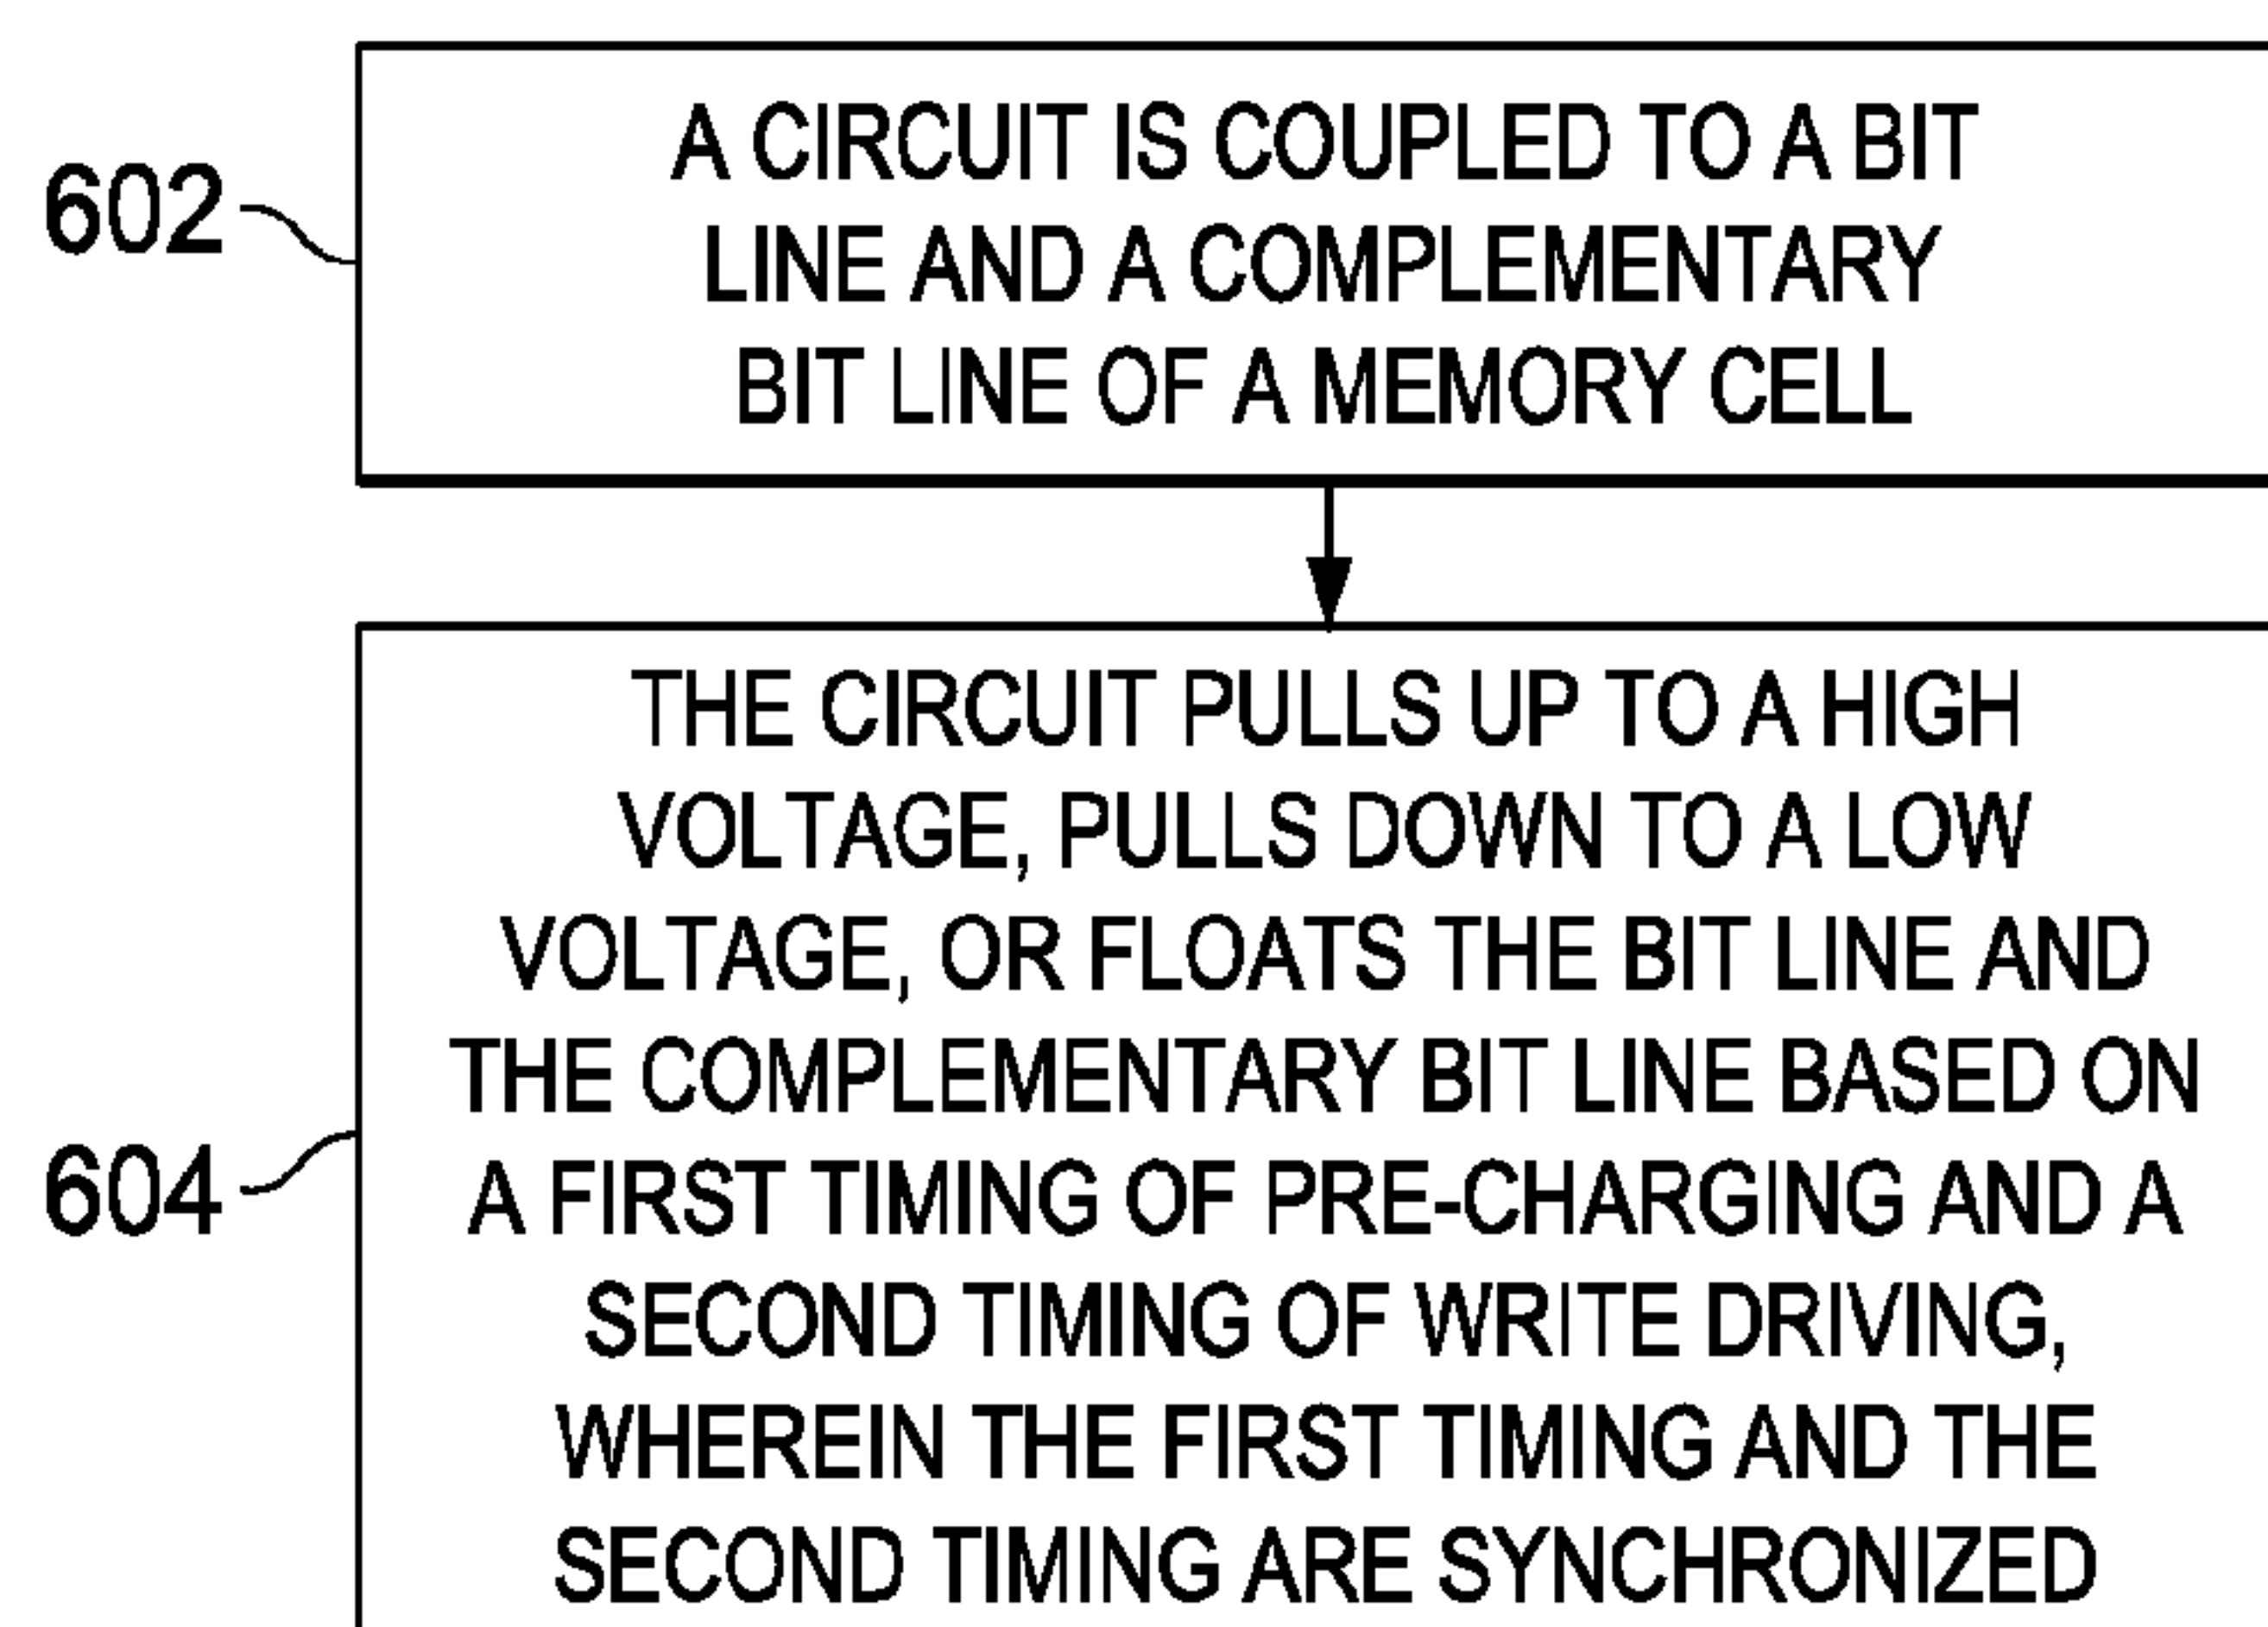 602
A CIRCUIT IS COUPLED TO A BIT
LINE AND A COMPLEMENTARY
BIT LINE OF A MEMORY CELL
604
THE CIRCUIT PULLS UP TO A HIGH
VOLTAGE, PULLS DOWN TO A LOW
VOLTAGE, OR FLOATS THE BIT LINE AND
THE COMPLEMENTARY BIT LINE BASED ON
A FIRST TIMING OF PRE-CHARGING AND A
SECOND TIMING OF WRITE DRIVING,
WHEREIN THE FIRST TIMING AND THE
SECOND TIMING ARE SYNCHRONIZED